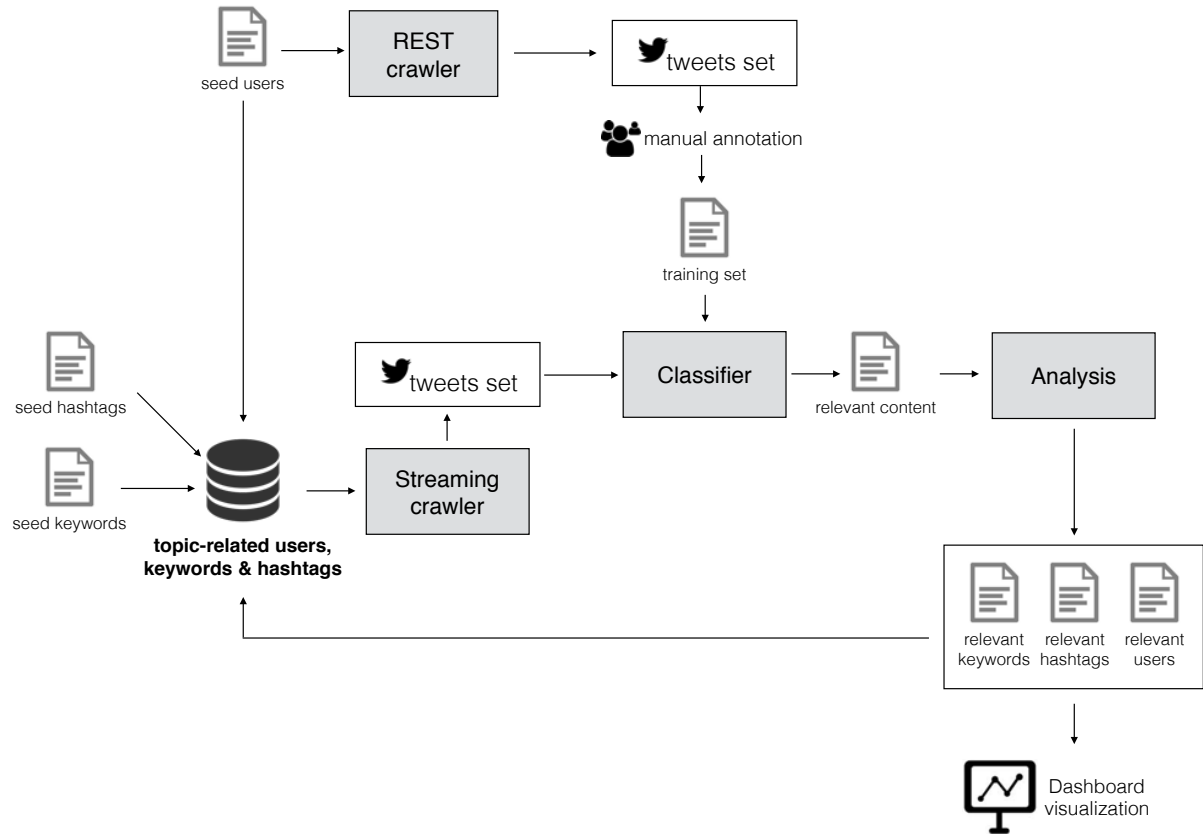 REST
crawler
tweets set
seed users
manual annotation
training set
seed hashtags
tweets set
Classifier
relevant content
Analysis
seed keywords
Streaming
crawler
topic-related users,
keywords & hashtags
relevant
keywords
relevant
hashtags
relevant
users
Dashboard
visualization